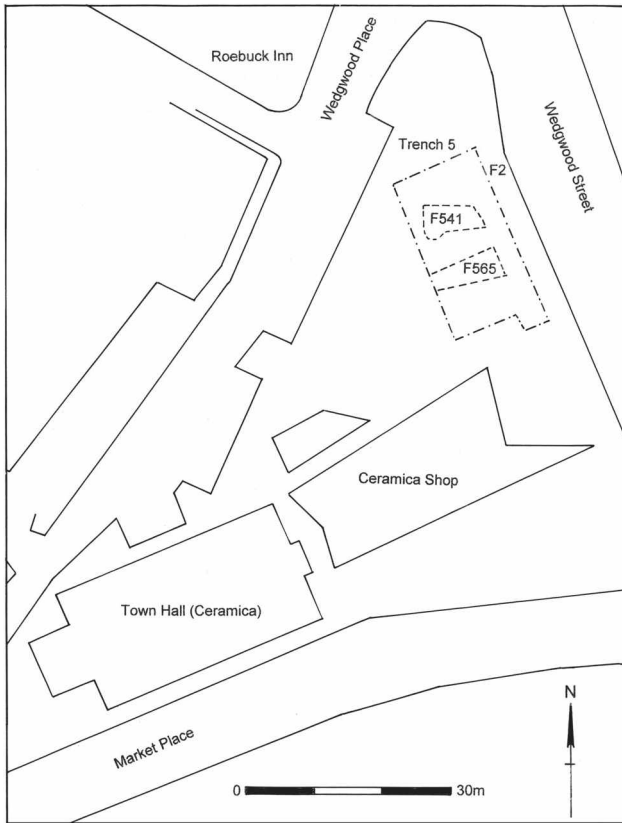 Roebuck Inn
Wedgwood Place
Wedgwood Street
Trench 5
F2
F541
F565
Ceramica Shop
Town Hall (Ceramica)
Market Place
N
0
30m